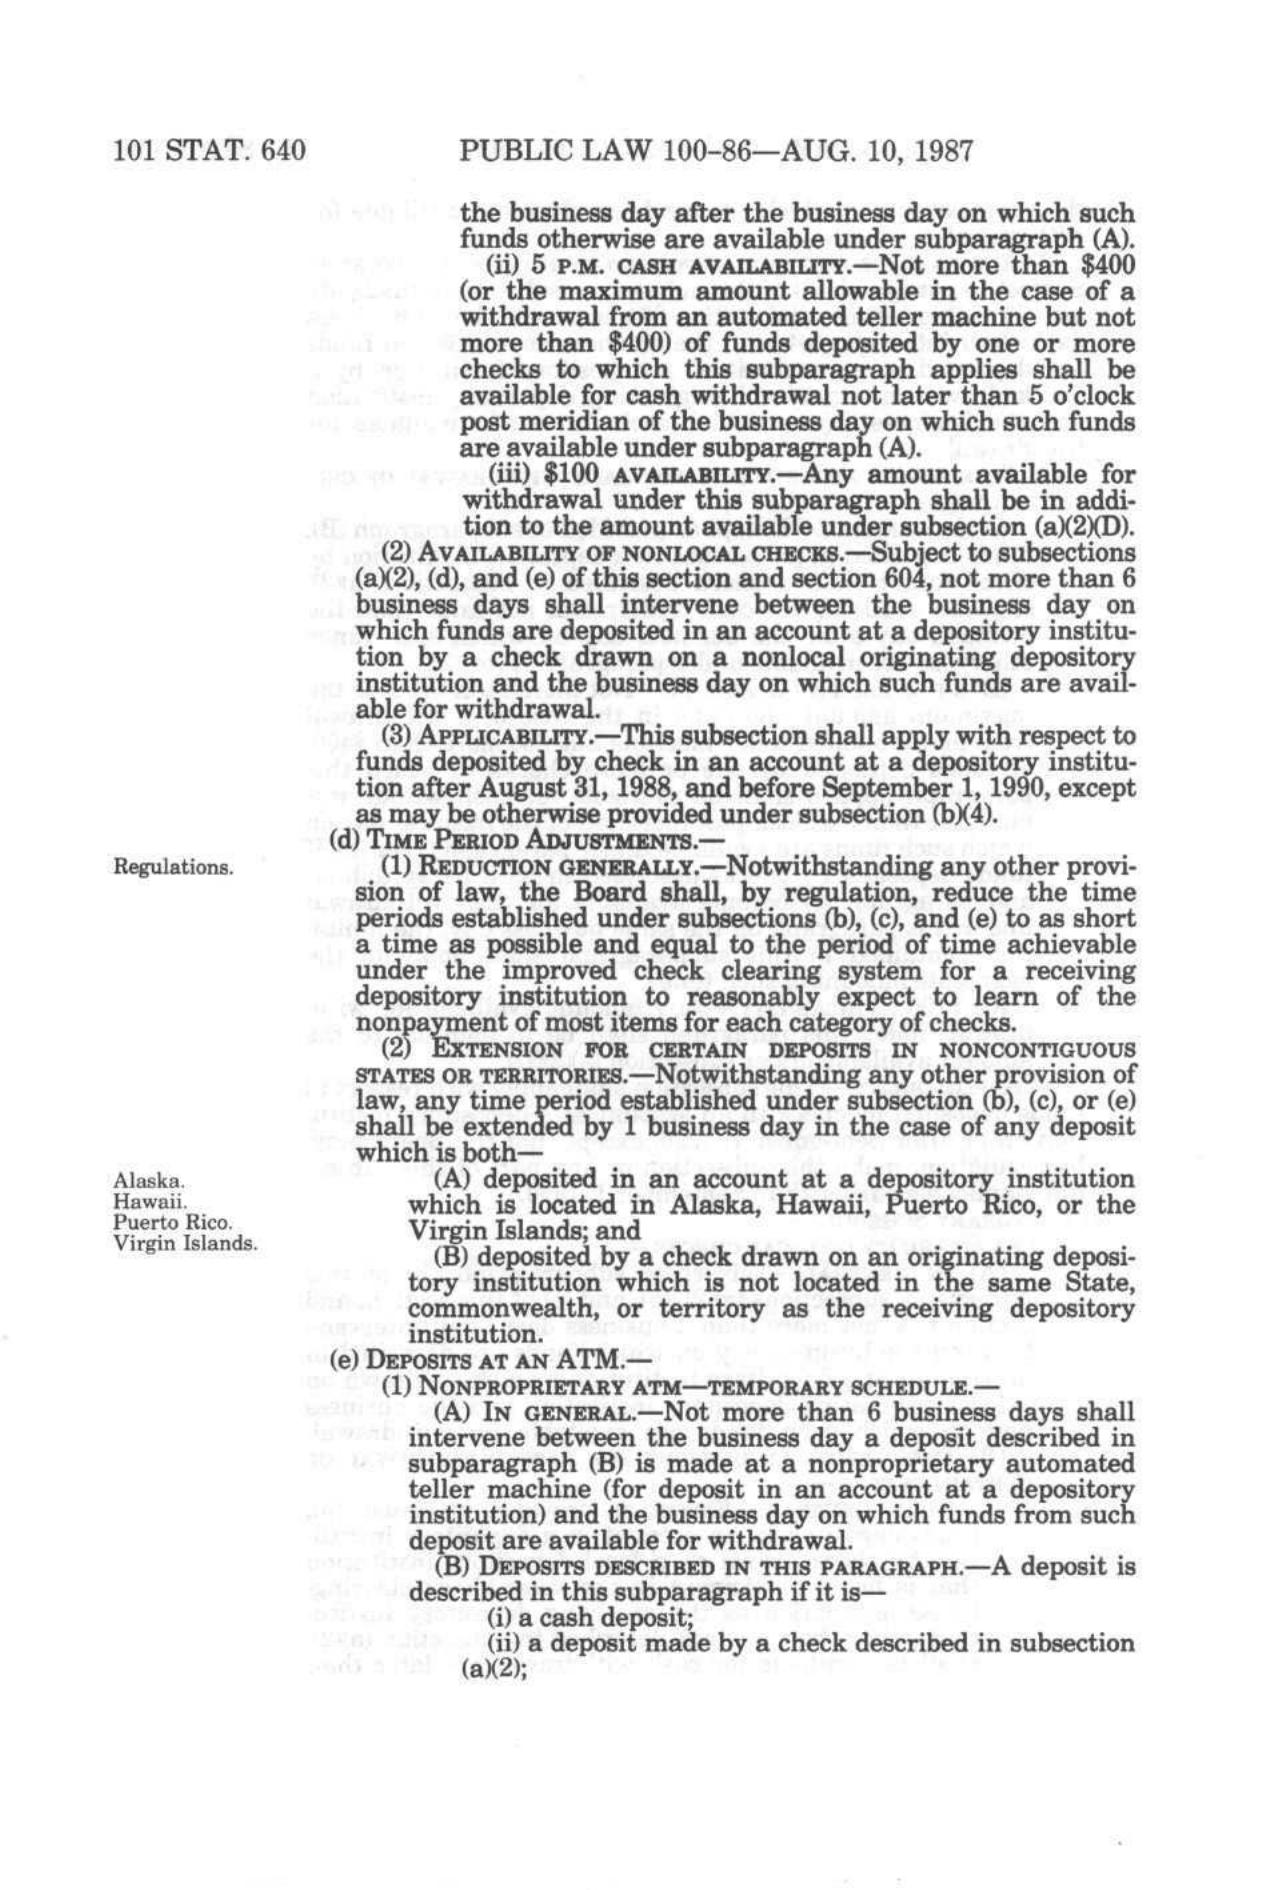 101 STAT. 640 PUBLIC LAW 100-86—AUG. 10, 1987
the business day after the business day on which such
funds otherwise are available under subparagraph (A).
(ii) 5 P.M. CASH AVAILABILITY.—Not more than $400
(or the maximum amount allowable in the case of a
withdrawal from an automated teller machine but not
more than $400) of funds deposited by one or more
checks to which this subparagraph applies shall be
available for cash withdrawal not later than 5 o'clock
post meridian of the business day on which such funds
are available under subparagraph (A).
(iii) $100 AVAILABILITY.—Any amount available for
withdrawal under this subparagraph shall be in addi-
tion to the amount available under subsection (a)(2)(D).
(2) AVAILABILITY OF NONLOCAL CHECKS.—Subject to subsections
(a)(2), (d), and (e) of this section and section 604, not more than 6
business days shall intervene between the business day on
which funds are deposited in an account at a depository institu-
tion by a check drawn on a nonlocal originating depository
institution and the business day on which such funds are avail-
able for withdrawal.
(3) APPLICABILITY.—This subsection shall apply with respect to
funds deposited by check in an account at a depository institu-
tion after August 31, 1988, and before September 1, 1990, except
as may be otherwise provided under subsection (b)(4).
(d) TIME PERIOD ADJUSTMENTS.—
Regulations.
(1) REDUCTION GENERALLY.—Notwithstanding any other provi-
sion of law, the Board shall, by regulation, reduce the time
periods established under subsections (b), (c), and (e) to as short
a time as possible and equal to the period of time achievable
under the improved check clearing system for a receiving
depository institution to reasonably expect to learn of the
nonpayment of most items for each category of checks.
(2) EXTENSION FOR CERTAIN DEPOSITS IN NONCONTIGUOUS
STATES OR TERRITORIES.—Notwithstanding any other provision of
law, any time period established under subsection (b), (c), or (e)
shall be extended by 1 business day in the case of any deposit
which is both—
Alaska.
Hawaii.
Puerto Rico.
Virgin Islands.
(A) deposited in an account at a depository institution
which is located in Alaska, Hawaii, Puerto Rico, or the
Virgin Islands; and
(B) deposited by a check drawn on an originating deposi-
tory institution which is not located in the same State,
commonwealth, or territory as the receiving depository
institution.
(e) DEPOSITS AT AN ATM.—
(1) NONPROPRIETARY ATM—TEMPORARY SCHEDULE.—
(A) IN GENERAL.—Not more than 6 business days shall
intervene between the business day a deposit described in
subparagraph (B) is made at a nonproprietary automated
teller machine (for deposit in an account at a depository
institution) and the business day on which funds from such
deposit are available for withdrawal.
(B) DEPOSITS DESCRIBED IN THIS PARAGRAPH.—A deposit is
described in this subparagraph if it is—
(i) a cash deposit;
(ii) a deposit made by a check described in subsection
(a)(2);